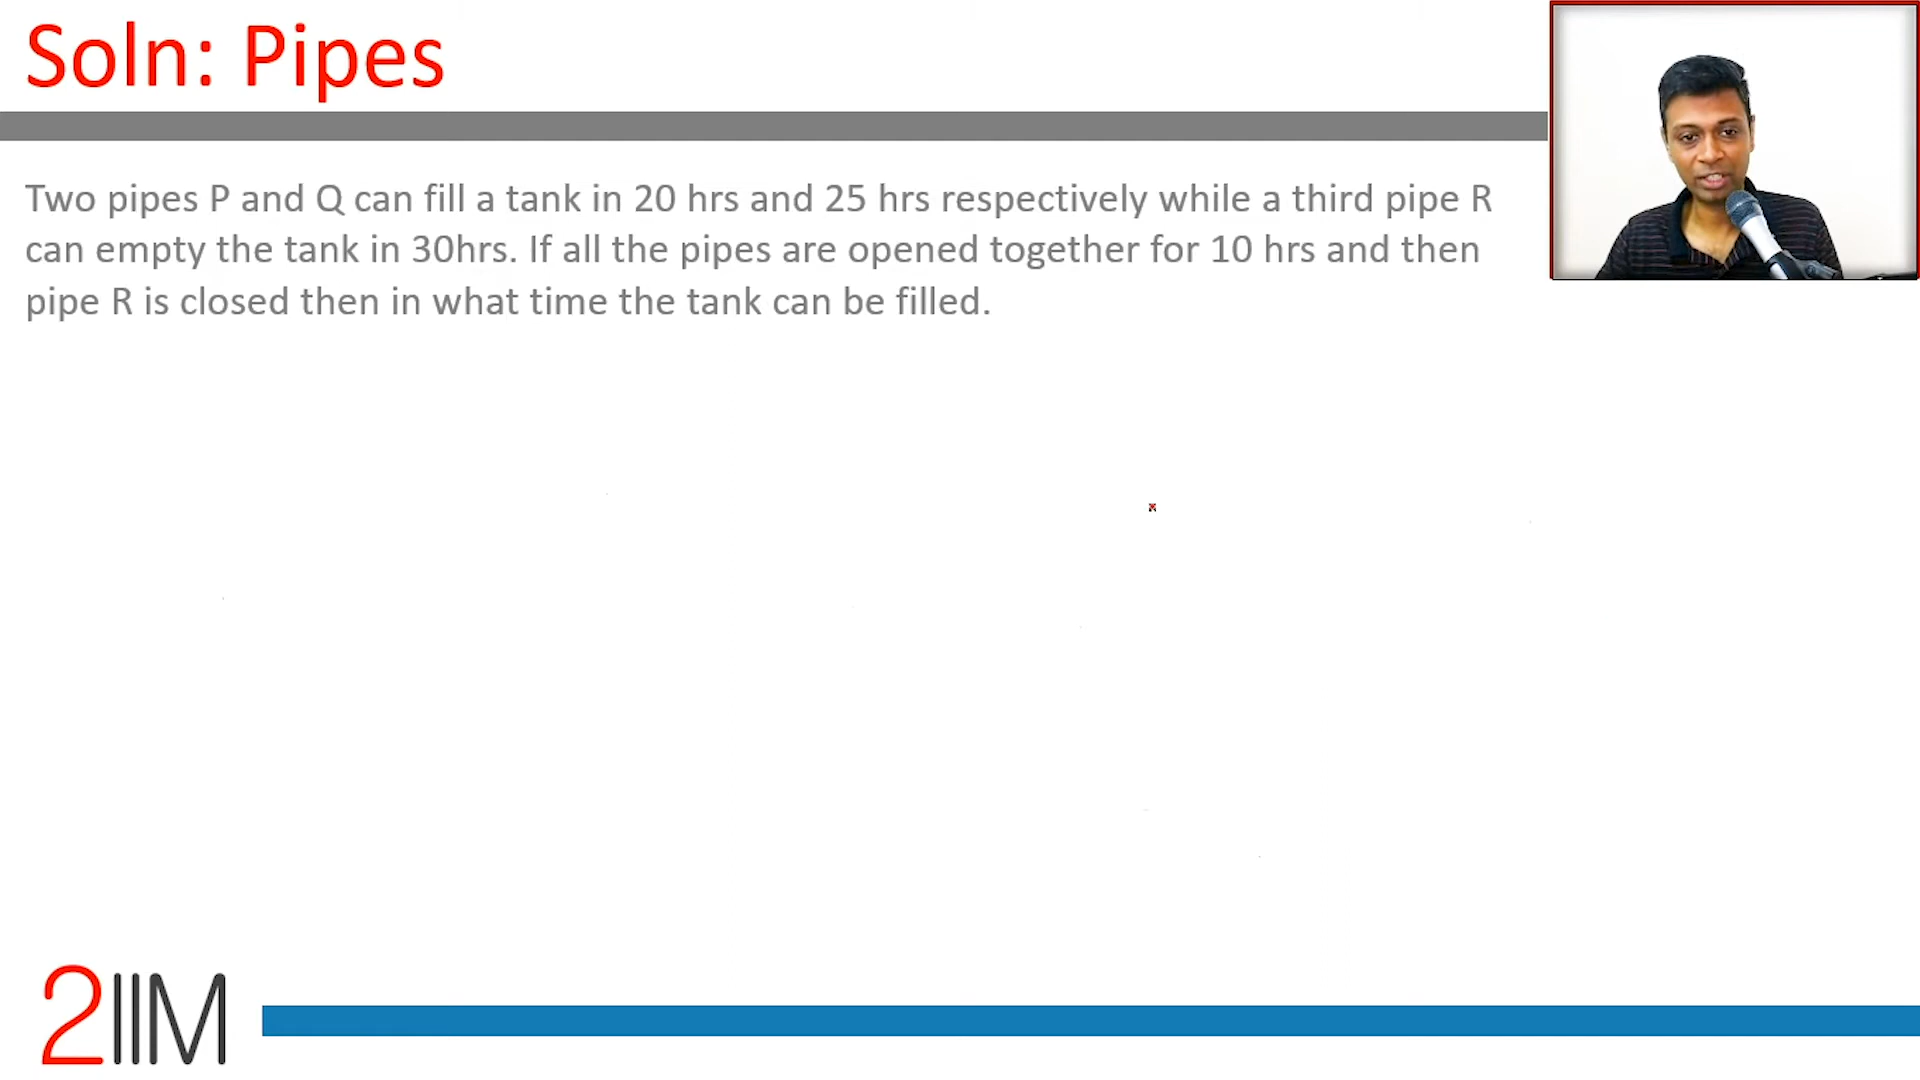 Soln: Pipes
Two pipes P and Q can fill a tank in 20 hrs and 25 hrs respectively while a third pipe R
can empty the tank in 30hrs. If all the pipes are opened together for 10 hrs and then
pipe R is closed then in what time the tank can be filled.
2IIM